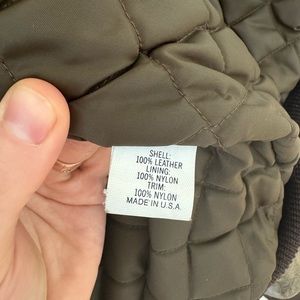 SHELL:
100% LEATHER
LINING:
100% NYLON
TRIM:
100% NYLON
MADE IN U.S.A.